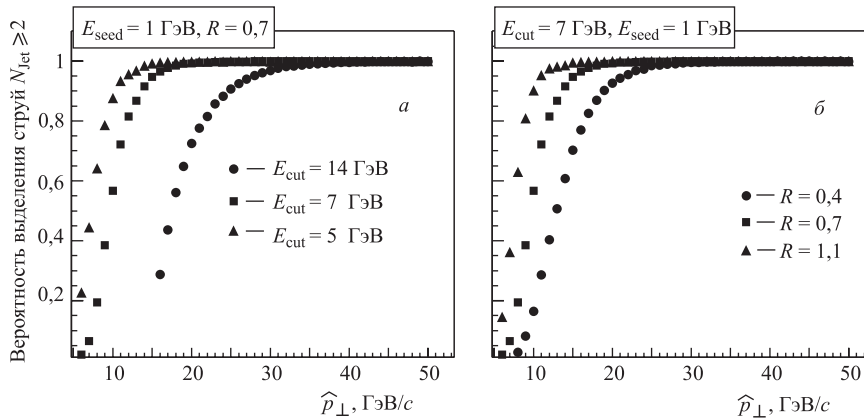 E_seed = 1 ГэВ, R = 0,7
Вероятность выделения струй N_Jet ⩾ 2
1
0,8
0,6
0,4
0,2
а
● — E_cut = 14 ГэВ
■ — E_cut = 7 ГэВ
▲ — E_cut = 5 ГэВ
10 20 30 40 50
p̂_⊥, ГэВ/c
E_cut = 7 ГэВ, E_seed = 1 ГэВ
б
● — R = 0,4
■ — R = 0,7
▲ — R = 1,1
10 20 30 40 50
p̂_⊥, ГэВ/c